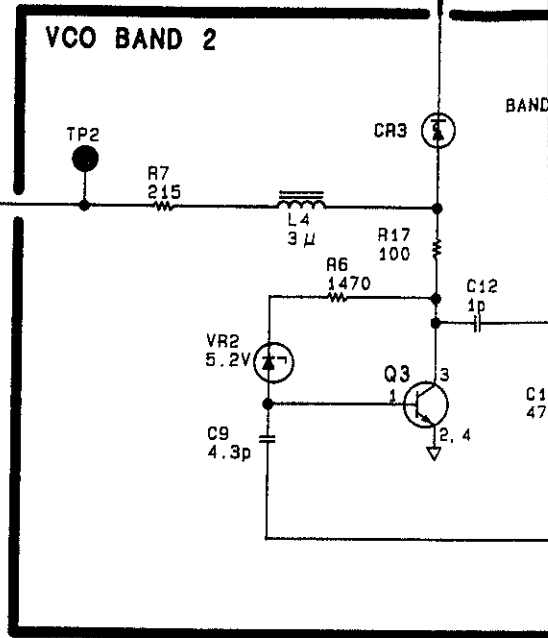 VCO BAND 2
BAND
CR3
TP2
R7
215
L4
3 μ
R17
100
R6
1470
C12
1p
VR2
5.2V
Q3
3
1
2, 4
C1
47
C9
4.3p